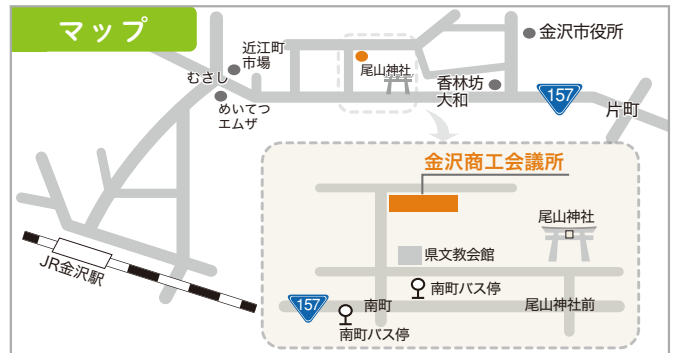 マップ
金沢市役所
近江町
市場
むさし
尾山神社
めいてつ
エムザ
香林坊
大和
157
片町
金沢商工会議所
尾山神社
県文教会館
JR金沢駅
157
南町
南町バス停
尾山神社前
南町バス停